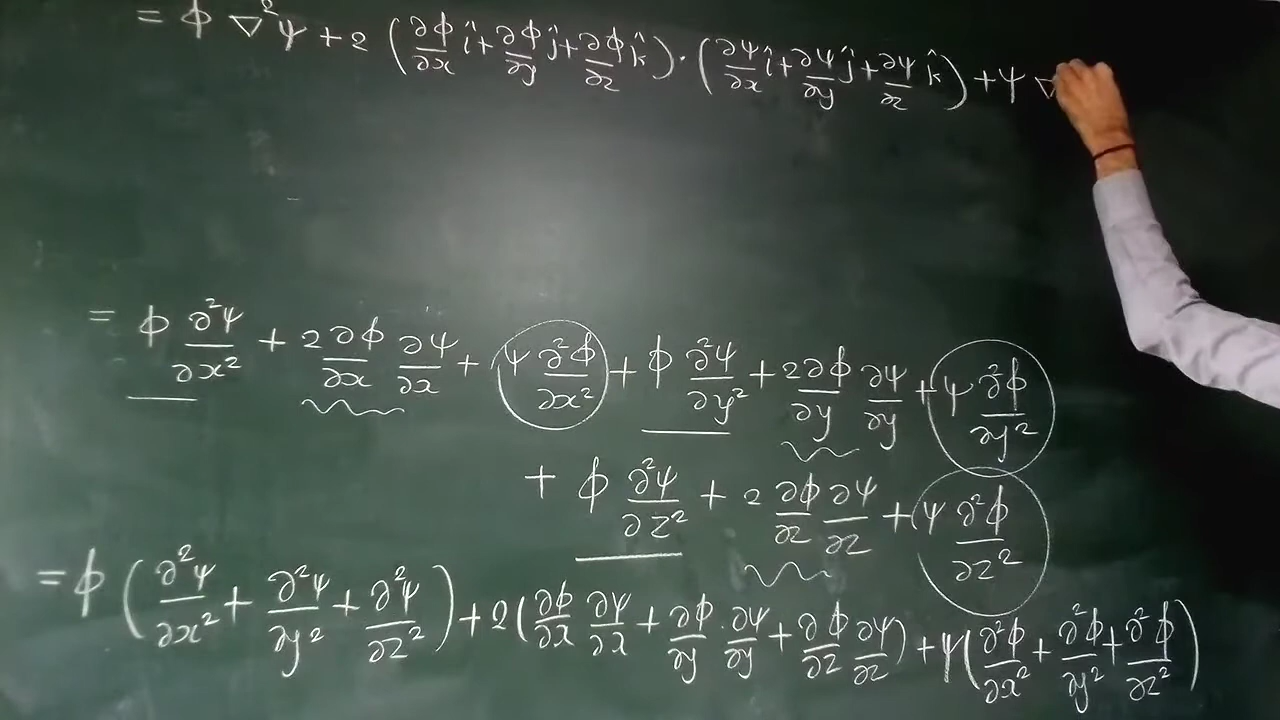 = ϕ ∇²ψ + 2 (∂ϕ/∂x î + ∂ϕ/∂y ĵ + ∂ϕ/∂z k̂) · (∂ψ/∂x î + ∂ψ/∂y ĵ + ∂ψ/∂z k̂) + ψ ∇
= ϕ ∂²ψ/∂x² + 2 ∂ϕ/∂x ∂ψ/∂x + ψ ∂²ϕ/∂x² + ϕ ∂²ψ/∂y² + 2 ∂ϕ/∂y ∂ψ/∂y + ψ ∂²ϕ/∂y²
+ ϕ ∂²ψ/∂z² + 2 ∂ϕ/∂z ∂ψ/∂z + ψ ∂²ϕ/∂z²
= ϕ (∂²ψ/∂x² + ∂²ψ/∂y² + ∂²ψ/∂z²) + 2 (∂ϕ/∂x ∂ψ/∂x + ∂ϕ/∂y · ∂ψ/∂y + ∂ϕ/∂z ∂ψ/∂z) + ψ (∂²ϕ/∂x² + ∂²ϕ/∂y² + ∂²ϕ/∂z²)